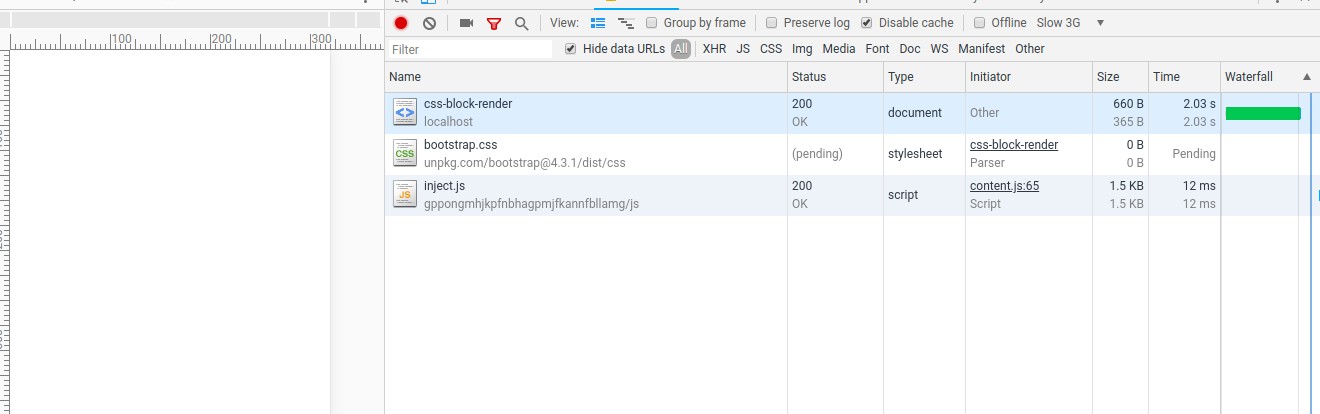 100 200 300
View: Group by frame Preserve log Disable cache Offline Slow 3G
Filter Hide data URLs All XHR JS CSS Img Media Font Doc WS Manifest Other
Name Status Type Initiator Size Time Waterfall
css-block-render 200 document Other 660 B 2.03 s
localhost OK 365 B 2.03 s
bootstrap.css (pending) stylesheet css-block-render 0 B Pending
unpkg.com/bootstrap@4.3.1/dist/css Parser 0 B
inject.js 200 script content.js:65 1.5 KB 12 ms
gppongmhjkpfnbhagpmjfkannfbllamg/js OK Script 1.5 KB 12 ms
CSS
JS